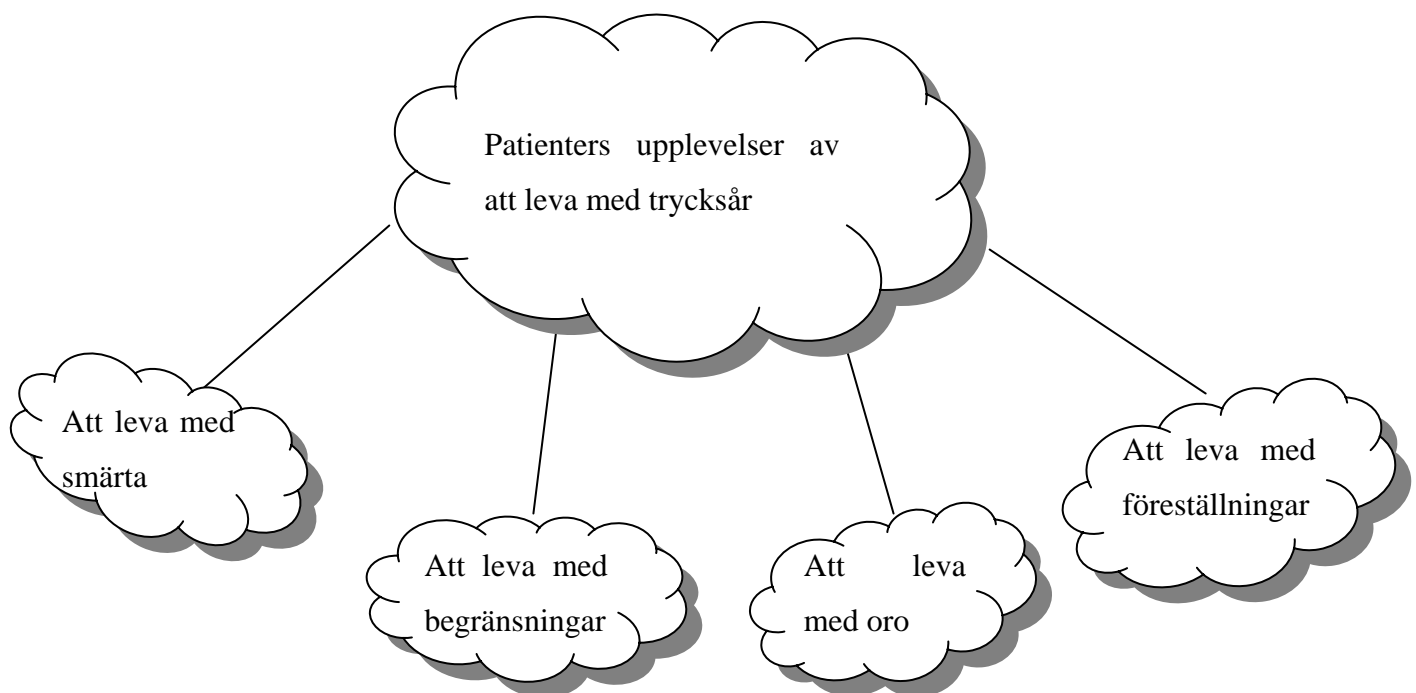 Patienters upplevelser av
att leva med trycksår
Att leva med
smärta
Att leva med
begränsningar
Att leva
med oro
Att leva med
föreställningar